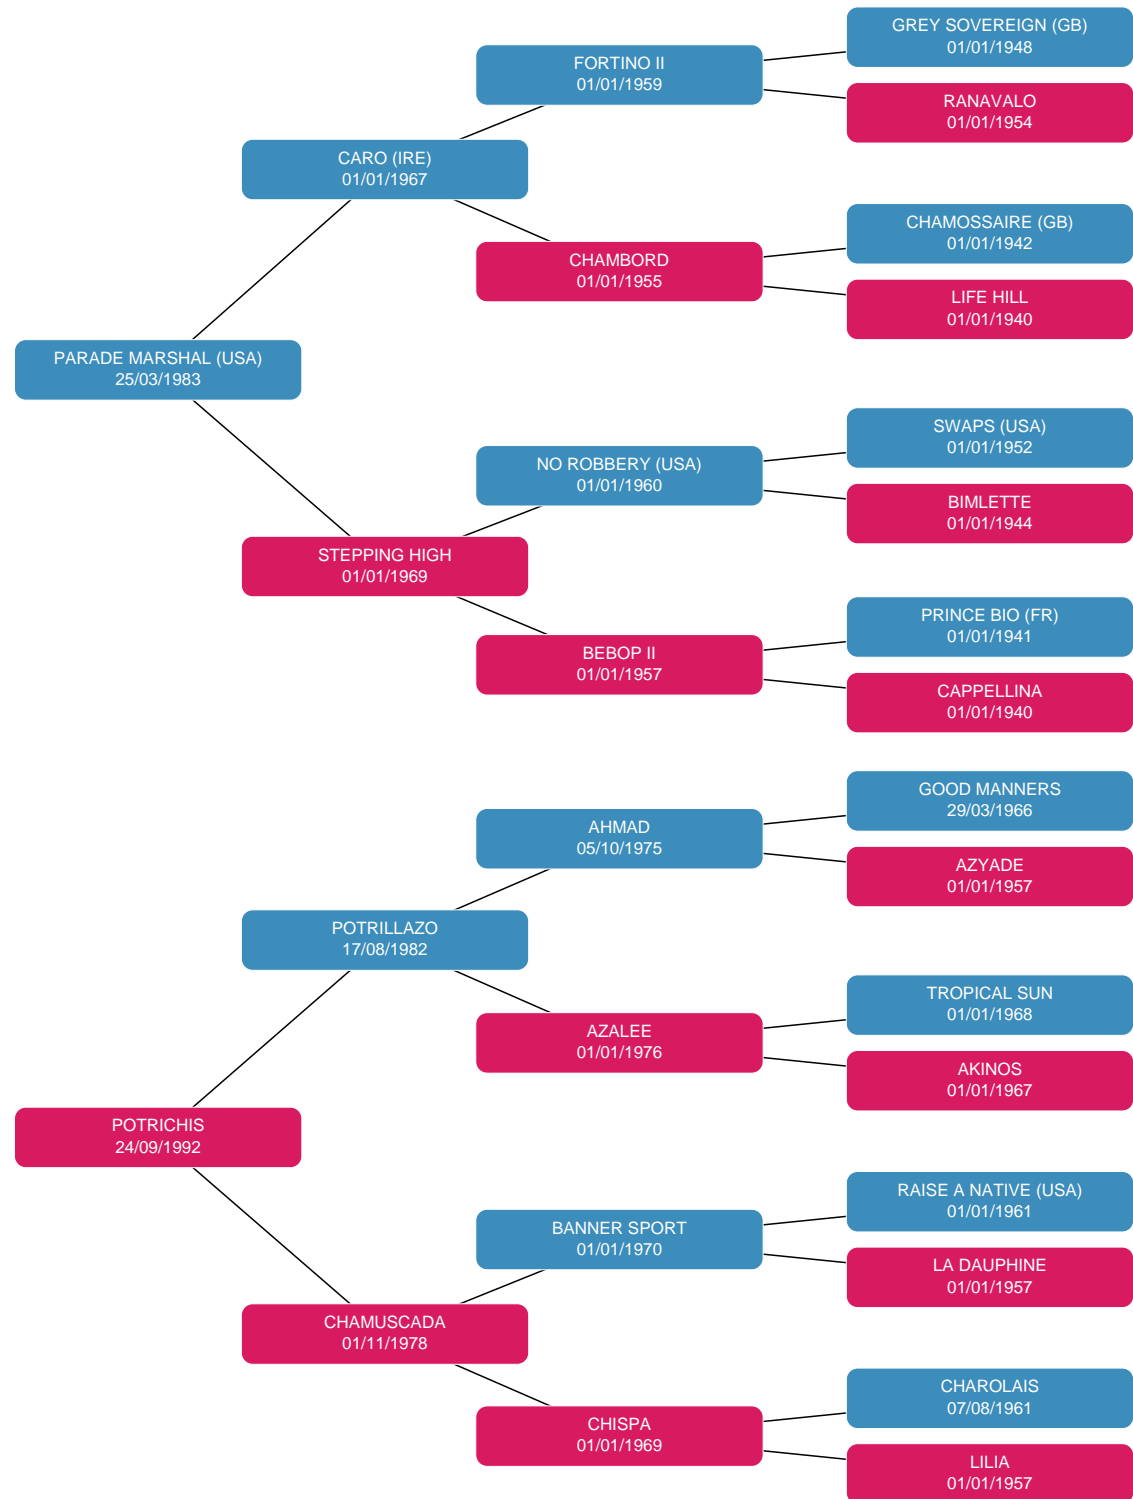 GREY SOVEREIGN (GB)
01/01/1948
FORTINO II
01/01/1959
RANAVALO
01/01/1954
CARO (IRE)
01/01/1967
CHAMOSSAIRE (GB)
01/01/1942
CHAMBORD
01/01/1955
LIFE HILL
01/01/1940
PARADE MARSHAL (USA)
25/03/1983
SWAPS (USA)
01/01/1952
NO ROBBERY (USA)
01/01/1960
BIMLETTE
01/01/1944
STEPPING HIGH
01/01/1969
PRINCE BIO (FR)
01/01/1941
BEBOP II
01/01/1957
CAPPELLINA
01/01/1940
GOOD MANNERS
29/03/1966
AHMAD
05/10/1975
AZYADE
01/01/1957
POTRILLAZO
17/08/1982
TROPICAL SUN
01/01/1968
AZALEE
01/01/1976
AKINOS
01/01/1967
POTRICHIS
24/09/1992
RAISE A NATIVE (USA)
01/01/1961
BANNER SPORT
01/01/1970
LA DAUPHINE
01/01/1957
CHAMUSCADA
01/11/1978
CHAROLAIS
07/08/1961
CHISPA
01/01/1969
LILIA
01/01/1957